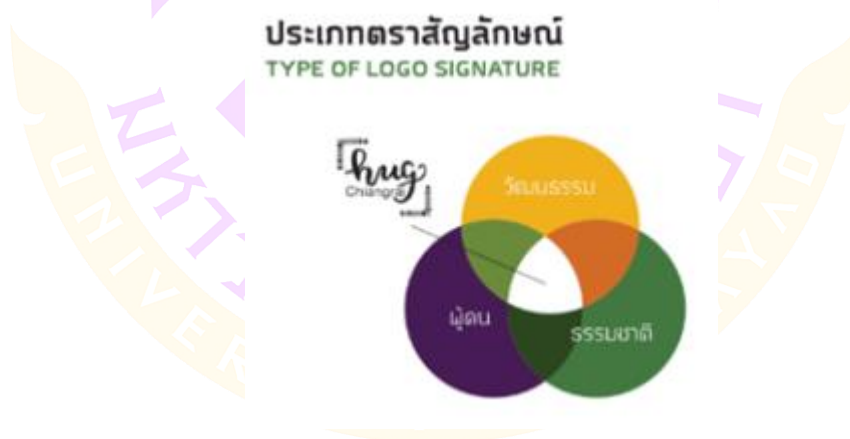 ประเภทตราสัญลักษณ์
TYPE OF LOGO SIGNATURE
hug
Chiangrai
วัฒนธรรม
ผู้คน
ธรรมชาติ